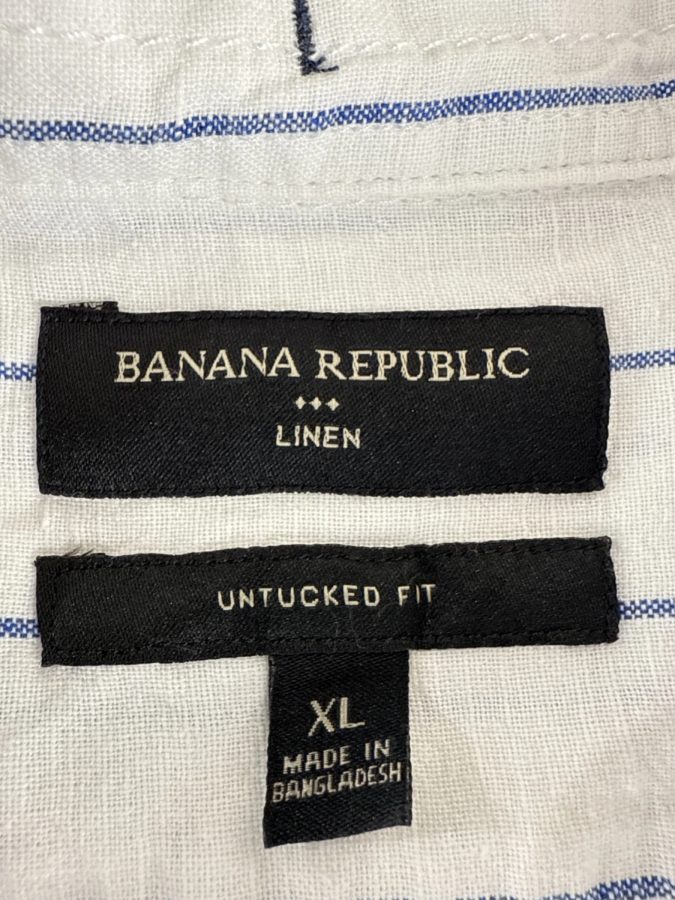 BANANA REPUBLIC
LINEN
UNTUCKED FIT
XL
MADE IN
BANGLADESH